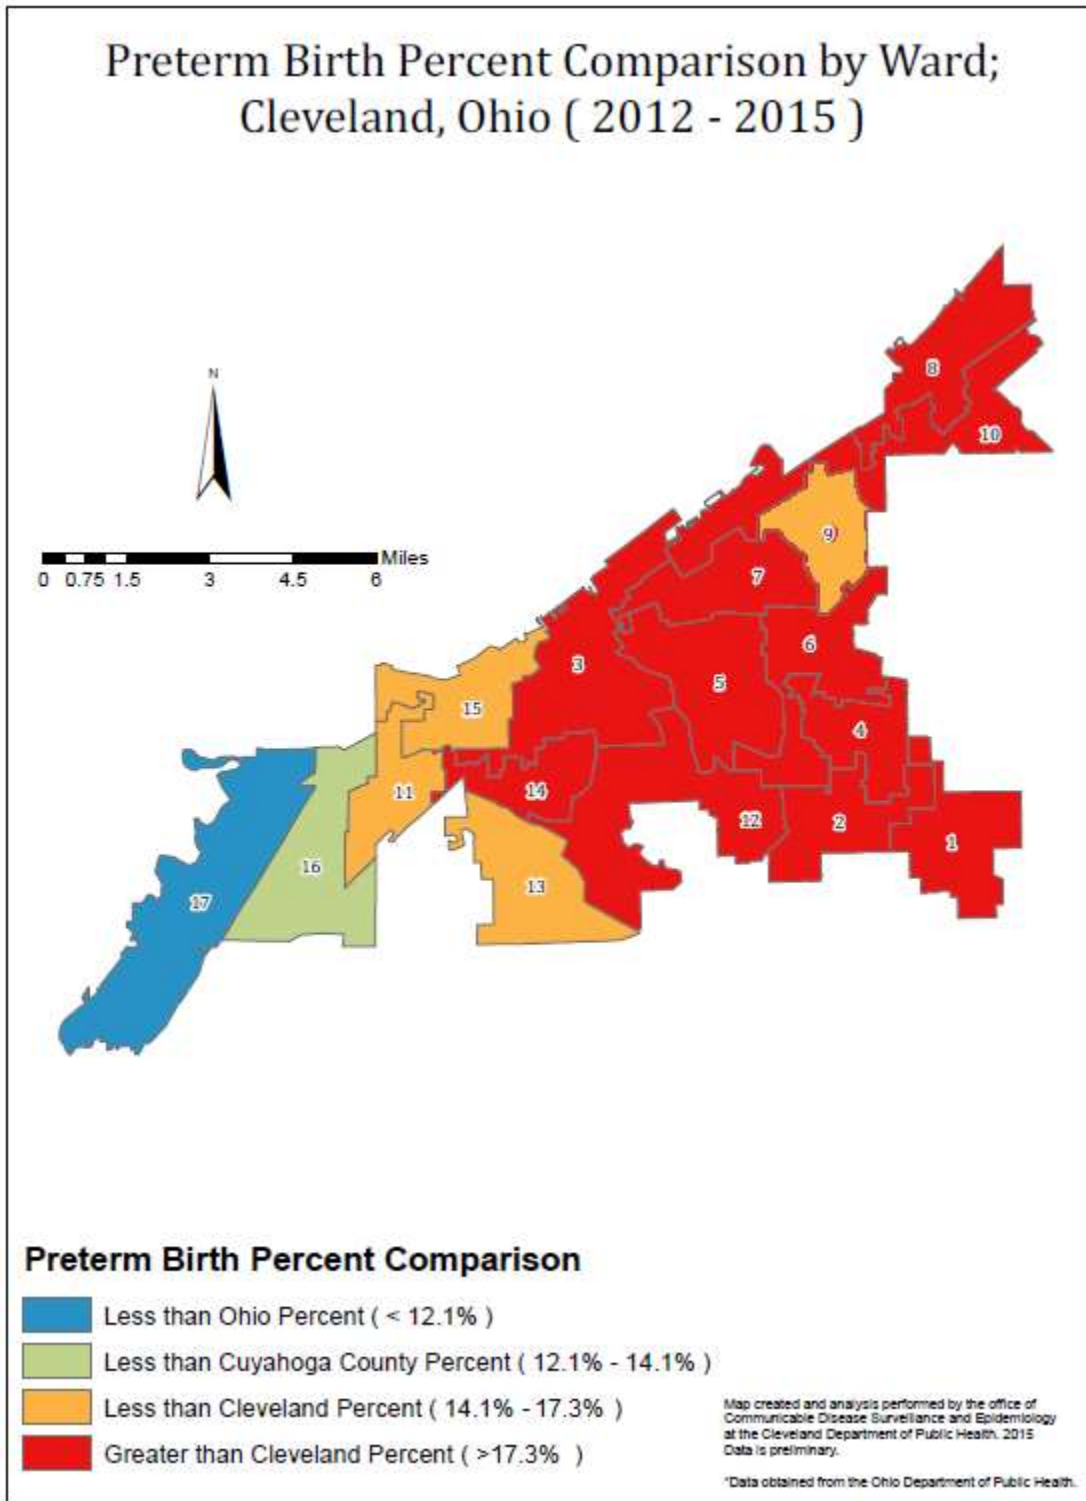 Preterm Birth Percent Comparison by Ward;
Cleveland, Ohio ( 2012 - 2015 )
N
Miles
0 0.75 1.5 3 4.5 6
8
10
9
7
6
3
5
15
4
14
11
12
2
1
16
13
17
Preterm Birth Percent Comparison
Less than Ohio Percent ( < 12.1% )
Less than Cuyahoga County Percent ( 12.1% - 14.1% )
Less than Cleveland Percent ( 14.1% - 17.3% )
Greater than Cleveland Percent ( >17.3% )
Map created and analysis performed by the office of
Communicable Disease Surveillance and Epidemiology
at the Cleveland Department of Public Health. 2015
Data is preliminary.
*Data obtained from the Ohio Department of Public Health.